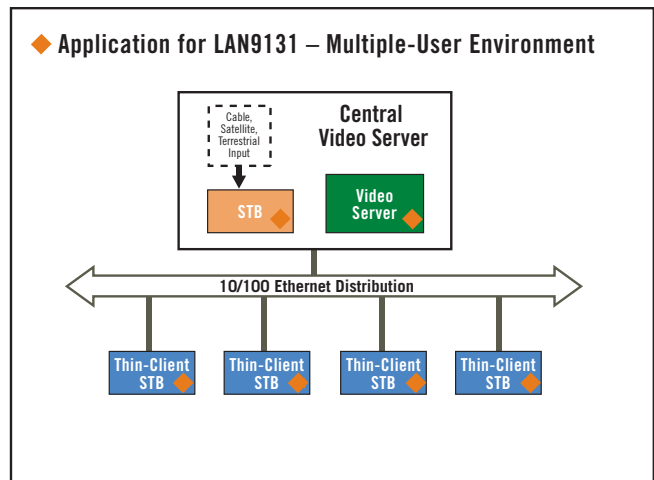 Application for LAN9131 – Multiple-User Environment
Cable,
Satellite,
Terrestrial
Input
Central
Video Server
STB
Video
Server
10/100 Ethernet Distribution
Thin-Client
STB
Thin-Client
STB
Thin-Client
STB
Thin-Client
STB